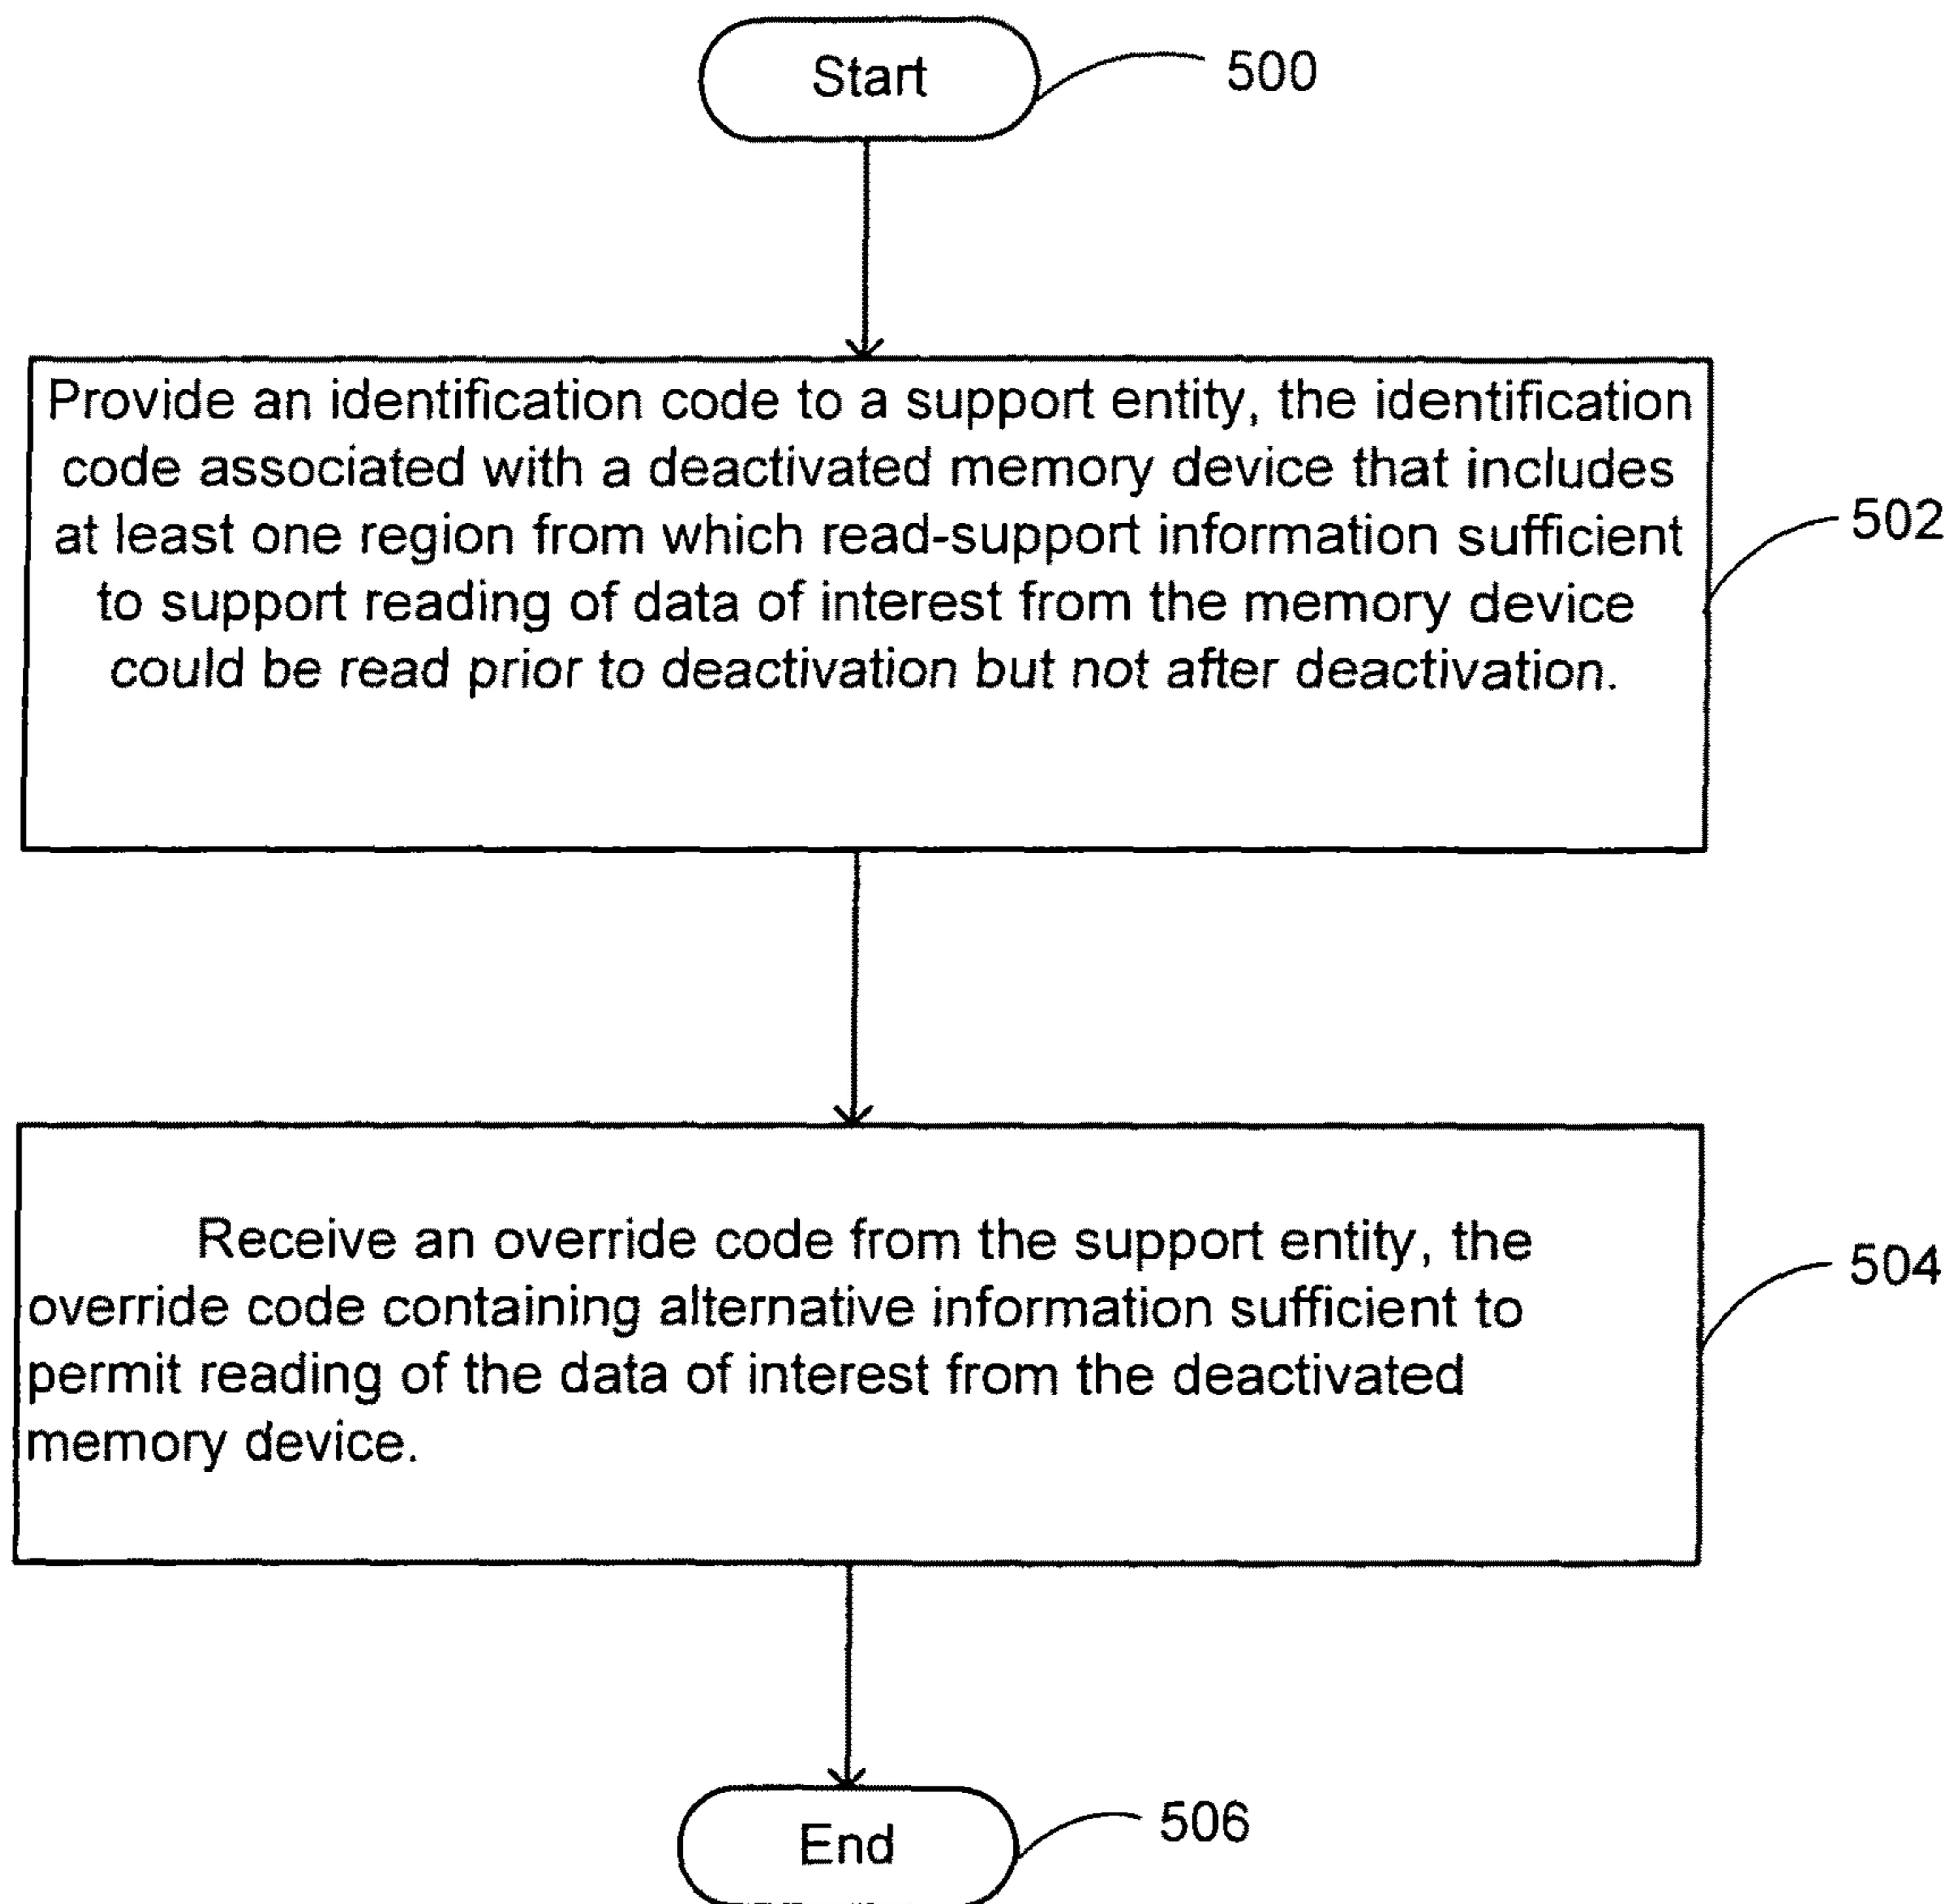 Start
500
Provide an identification code to a support entity, the identification
code associated with a deactivated memory device that includes
at least one region from which read-support information sufficient
to support reading of data of interest from the memory device
could be read prior to deactivation but not after deactivation.
502
Receive an override code from the support entity, the
override code containing alternative information sufficient to
permit reading of the data of interest from the deactivated
memory device.
504
End
506